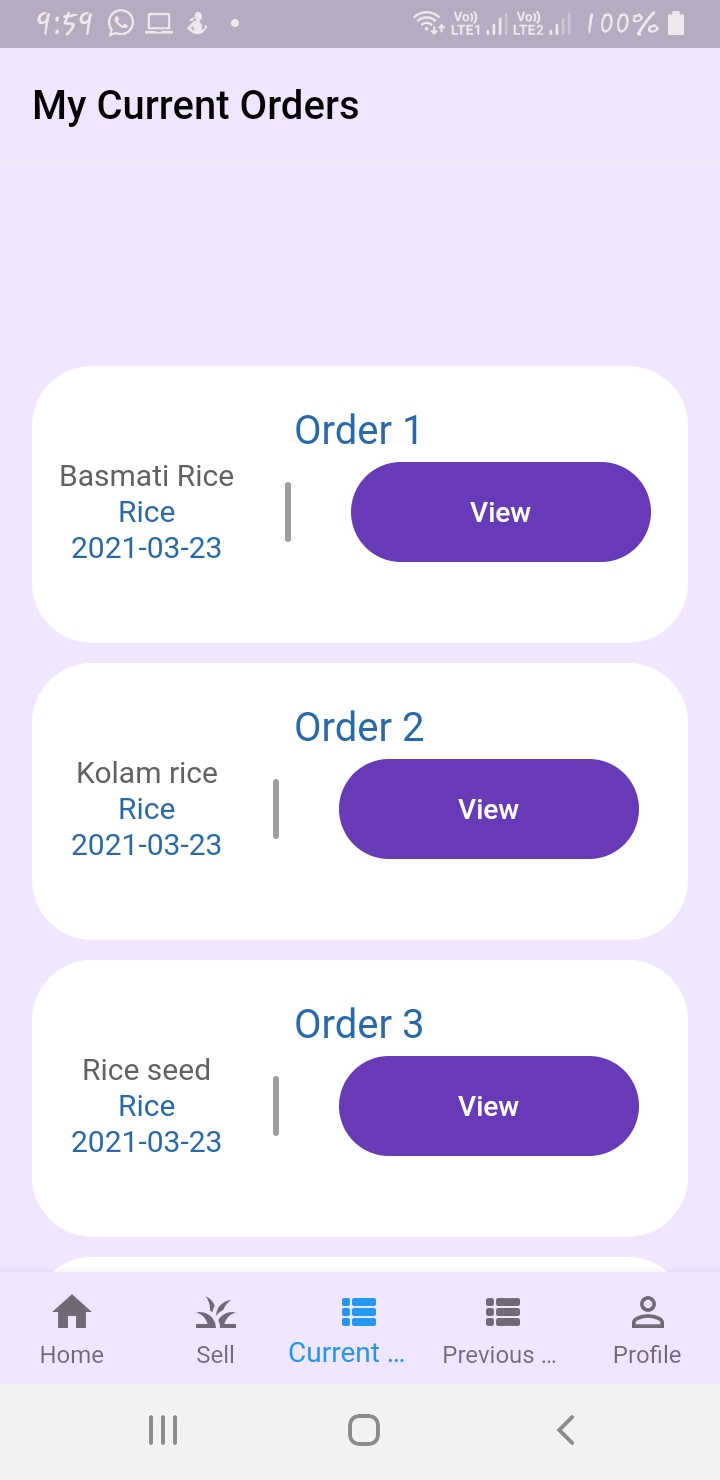 9:59 Vo)) LTE1 Vo)) LTE2 100%
My Current Orders
Order 1
Basmati Rice
Rice
2021-03-23
View
Order 2
Kolam rice
Rice
2021-03-23
View
Order 3
Rice seed
Rice
2021-03-23
View
Home Sell Current ... Previous ... Profile